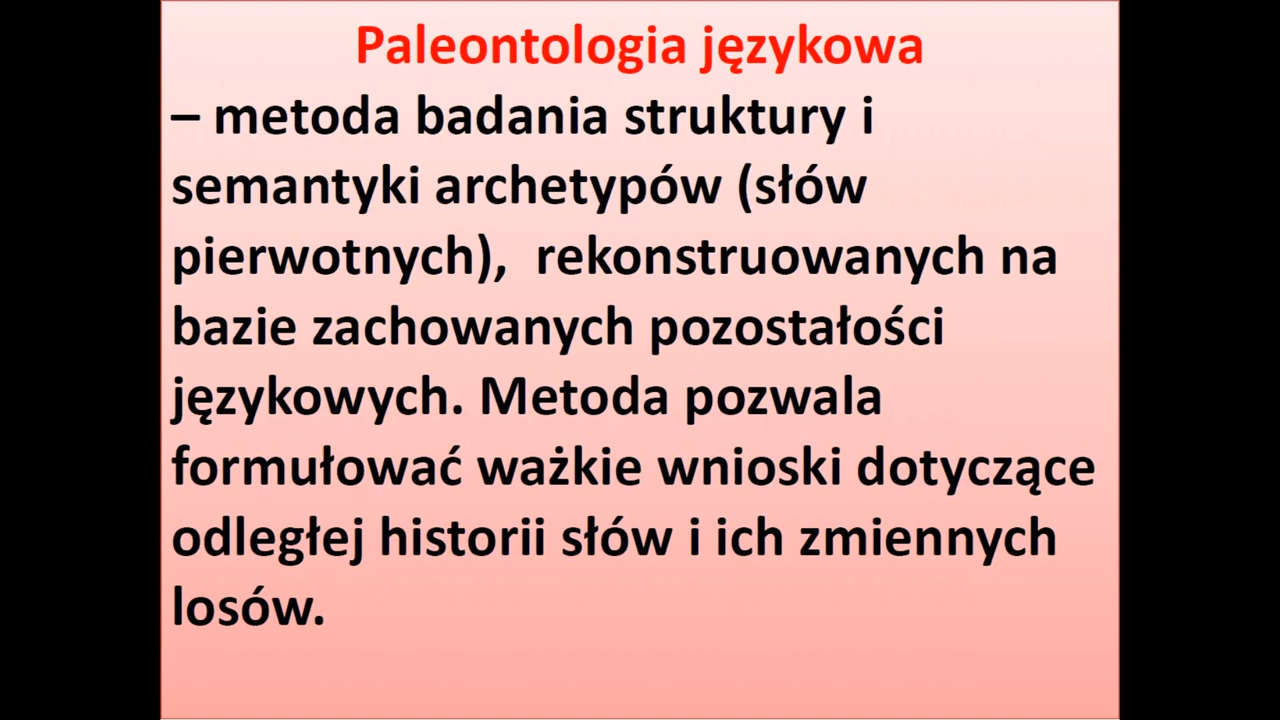 Paleontologia językowa
– metoda badania struktury i
semantyki archetypów (słów
pierwotnych),  rekonstruowanych na
bazie zachowanych pozostałości
językowych. Metoda pozwala
formułować ważkie wnioski dotyczące
odległej historii słów i ich zmiennych
losów.